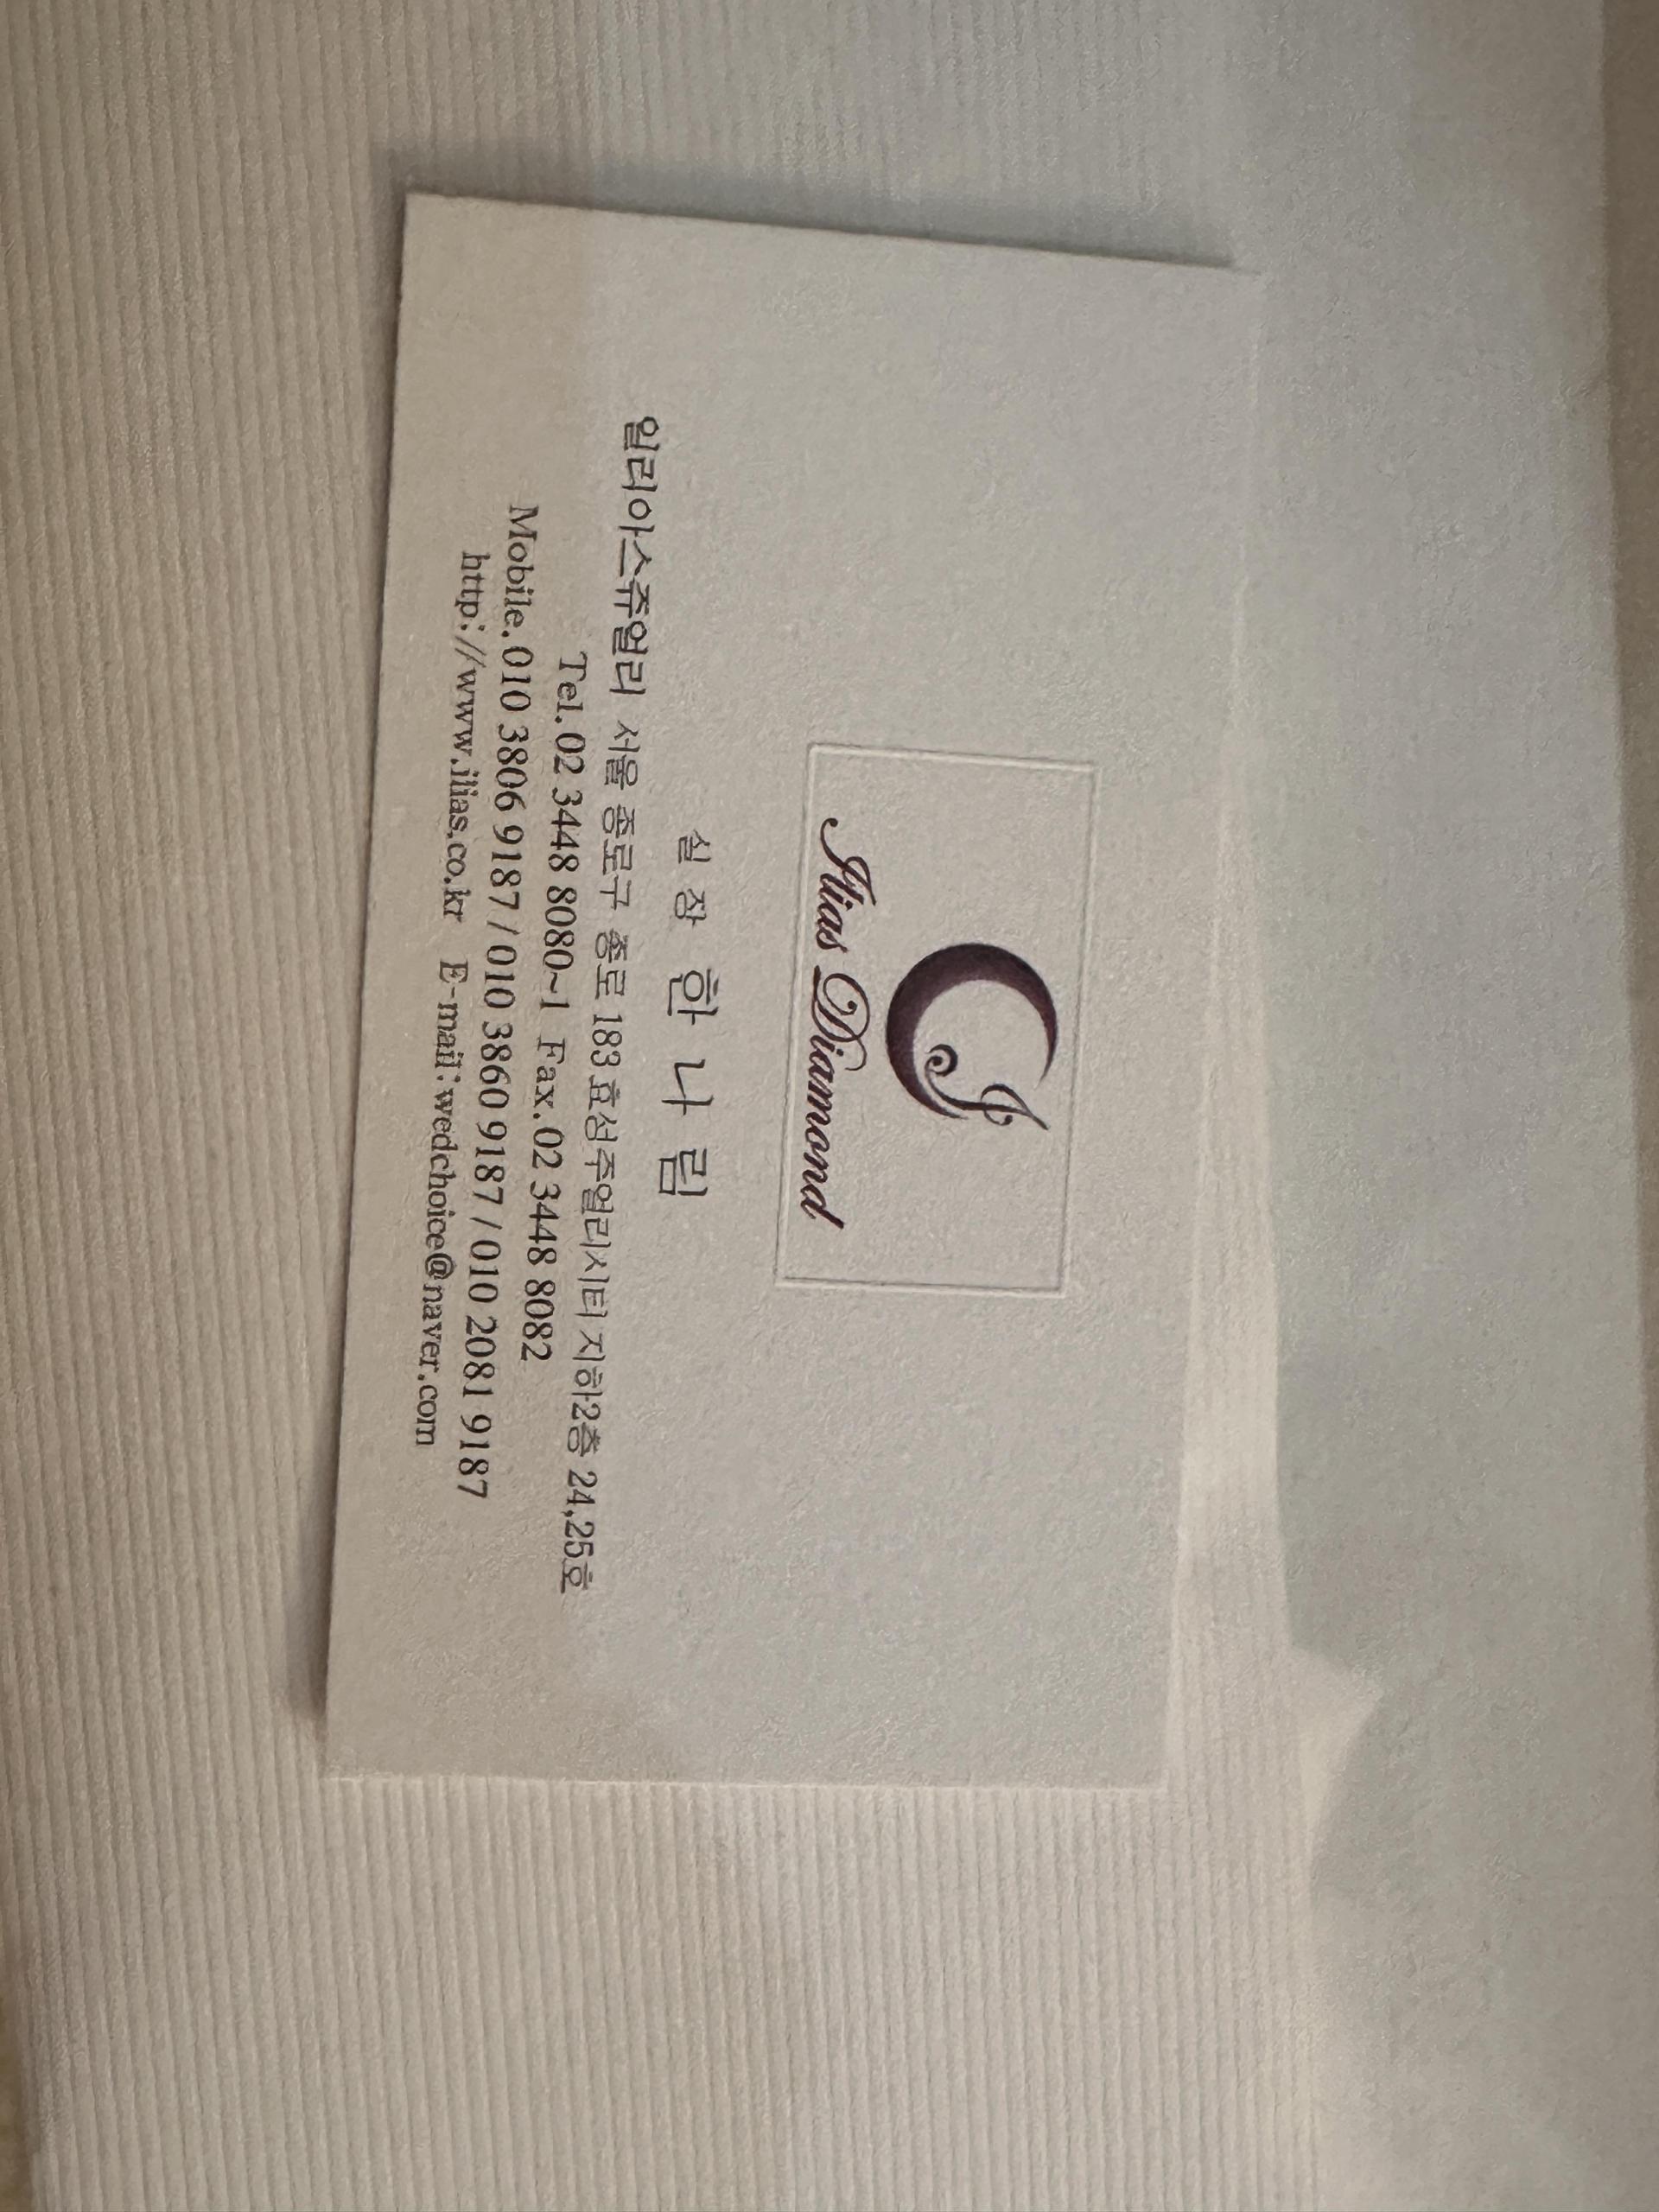 Ilias Diamond
실 장 한 나 림
일리아스쥬얼리 서울 종로구 종로 183 효성주얼리시티 지하2층 24,25호
Tel. 02 3448 8080~1 Fax. 02 3448 8082
Mobile. 010 3806 9187 / 010 3860 9187 / 010 2081 9187
http://www.ilias.co.kr E-mail:wedchoice@naver.com